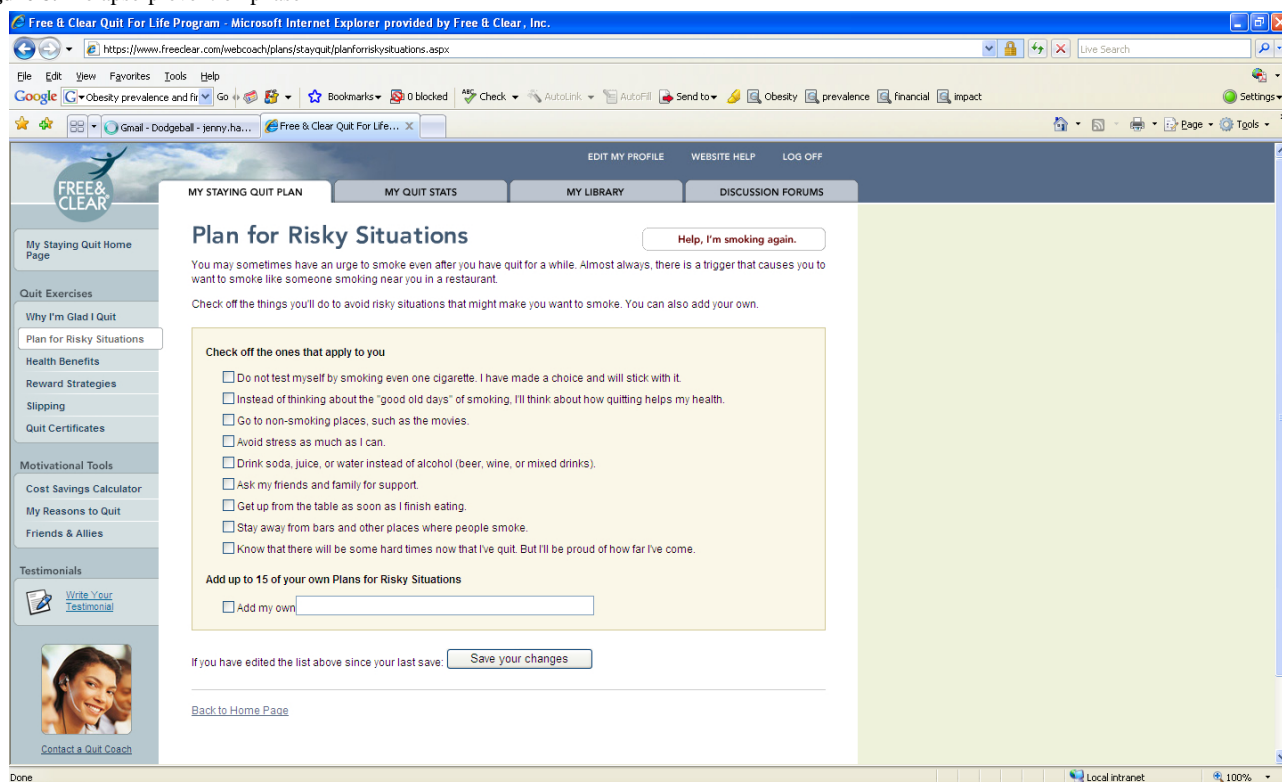 Free & Clear Quit For Life Program - Microsoft Internet Explorer provided by Free & Clear, Inc.
https://www.freeclear.com/webcoach/plans/stayquit/planforriskysituations.aspx
Live Search
File Edit View Favorites Tools Help
Google Obesity prevalence and fir Go Bookmarks 0 blocked Check AutoLink AutoFill Send to Obesity prevalence financial impact Settings
Gmail - Dodgeball - jenny.ha... Free & Clear Quit For Life... X Page Tools
EDIT MY PROFILE WEBSITE HELP LOG OFF
FREE &
CLEAR
MY STAYING QUIT PLAN MY QUIT STATS MY LIBRARY DISCUSSION FORUMS
My Staying Quit Home
Page
Quit Exercises
Why I'm Glad I Quit
Plan for Risky Situations
Health Benefits
Reward Strategies
Slipping
Quit Certificates
Motivational Tools
Cost Savings Calculator
My Reasons to Quit
Friends & Allies
Testimonials
Write Your
Testimonial
Contact a Quit Coach
Plan for Risky Situations
Help, I'm smoking again.
You may sometimes have an urge to smoke even after you have quit for a while. Almost always, there is a trigger that causes you to
want to smoke like someone smoking near you in a restaurant.
Check off the things you'll do to avoid risky situations that might make you want to smoke. You can also add your own.
Check off the ones that apply to you
Do not test myself by smoking even one cigarette. I have made a choice and will stick with it.
Instead of thinking about the "good old days" of smoking, I'll think about how quitting helps my health.
Go to non-smoking places, such as the movies.
Avoid stress as much as I can.
Drink soda, juice, or water instead of alcohol (beer, wine, or mixed drinks).
Ask my friends and family for support.
Get up from the table as soon as I finish eating.
Stay away from bars and other places where people smoke.
Know that there will be some hard times now that I've quit. But I'll be proud of how far I've come.
Add up to 15 of your own Plans for Risky Situations
Add my own
If you have edited the list above since your last save: Save your changes
Back to Home Page
Done Local intranet 100%